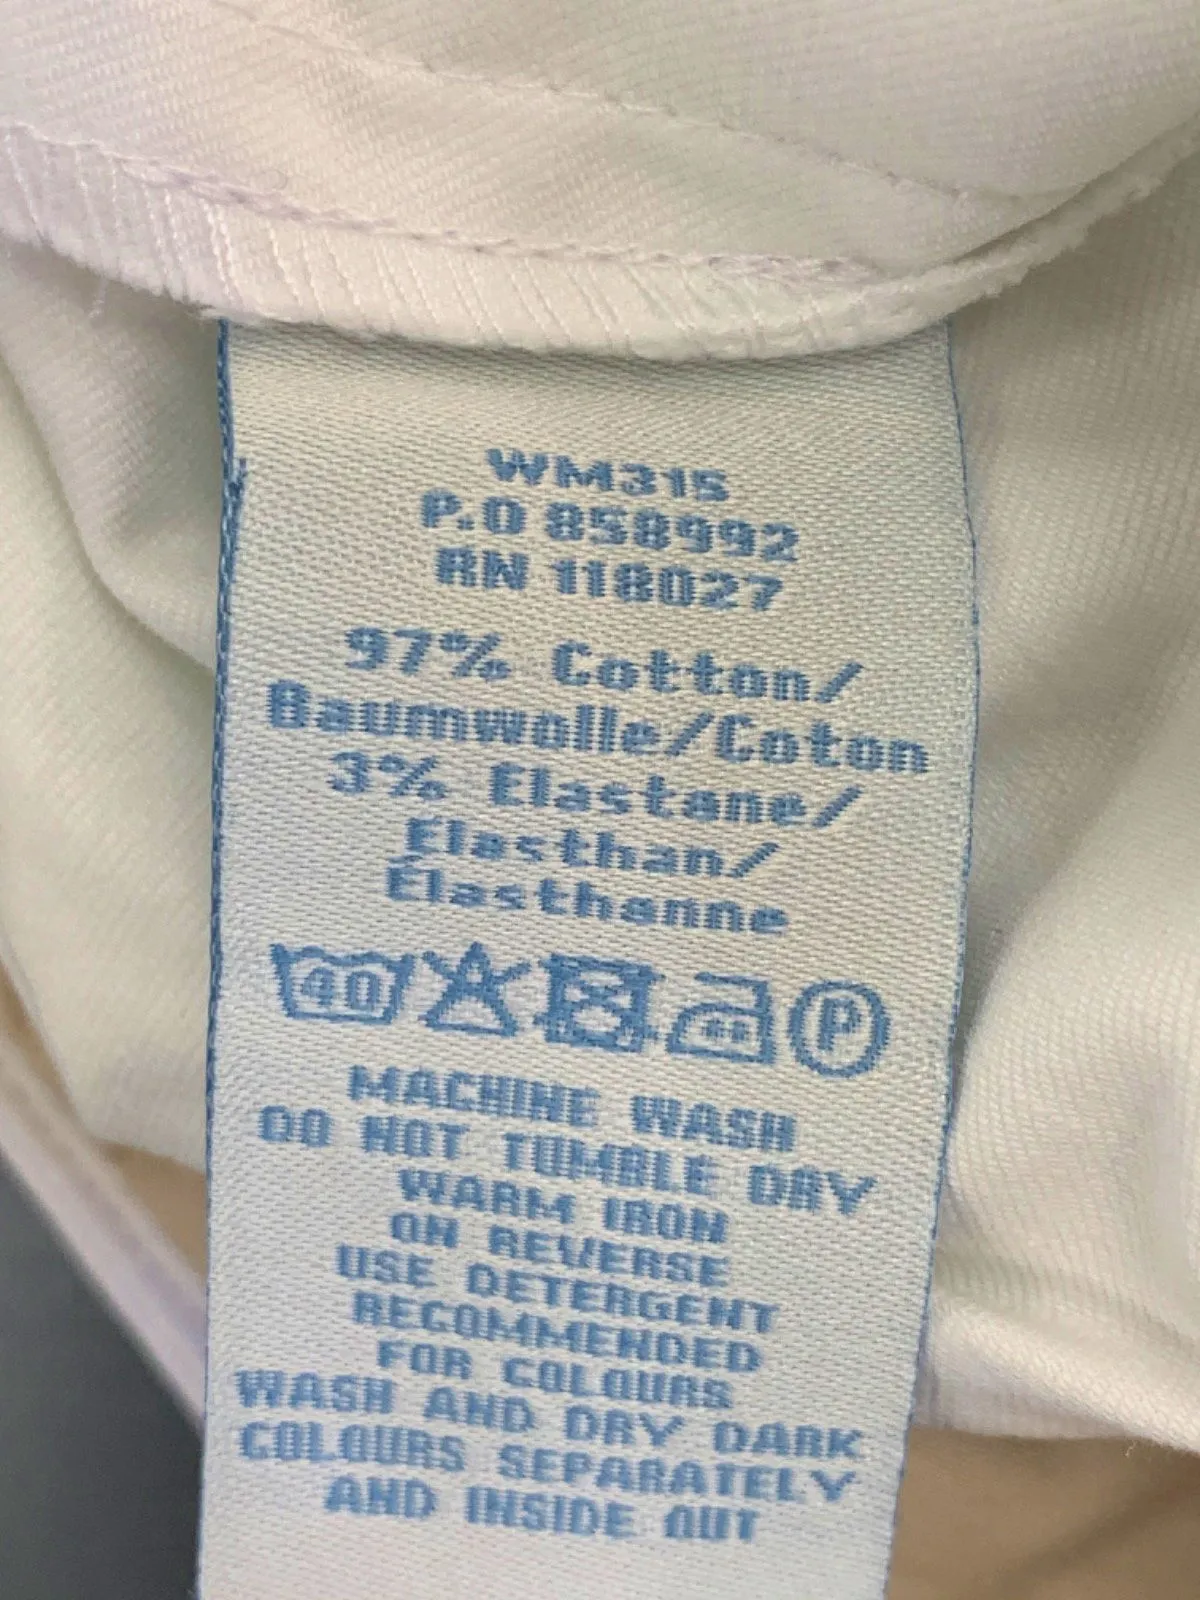 WM315
P.O 858992
RN 118027
97% Cotton/
Baumwolle/Coton
3% Elastane/
Elasthan/
Élasthanne
40 P
MACHINE WASH
DO NOT TUMBLE DRY
WARM IRON
ON REVERSE
USE DETERGENT
RECOMMENDED
FOR COLOURS
WASH AND DRY DARK
COLOURS SEPARATELY
AND INSIDE OUT